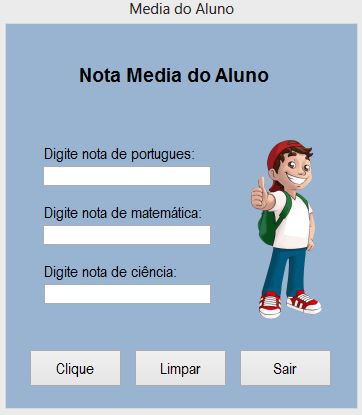 Media do Aluno
Nota Media do Aluno
Digite nota de portugues:
Digite nota de matemática:
Digite nota de ciência:
Clique Limpar Sair